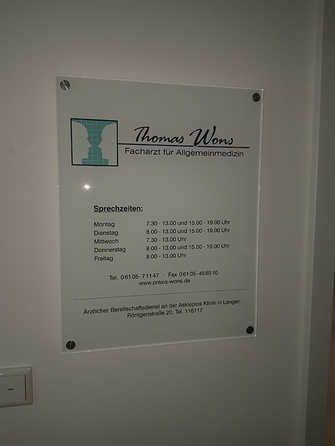 Thomas Wons
Facharzt für Allgemeinmedizin
Sprechzeiten:
Montag 7.30 - 13.00 und 15.00 - 19.00 Uhr
Dienstag 8.00 - 13.00 und 15.00 - 19.00 Uhr
Mittwoch 7.30 - 13.00 Uhr
Donnerstag 8.00 - 13.00 und 15.00 - 19.00 Uhr
Freitag 8.00 - 13.00 Uhr
Tel. 06105- 71147 · Fax 06105-456510
www.praxis-wons.de
Ärztlicher Bereitschaftsdienst an der Asklepios Klinik in Langen
Röntgenstraße 20, Tel. 116117